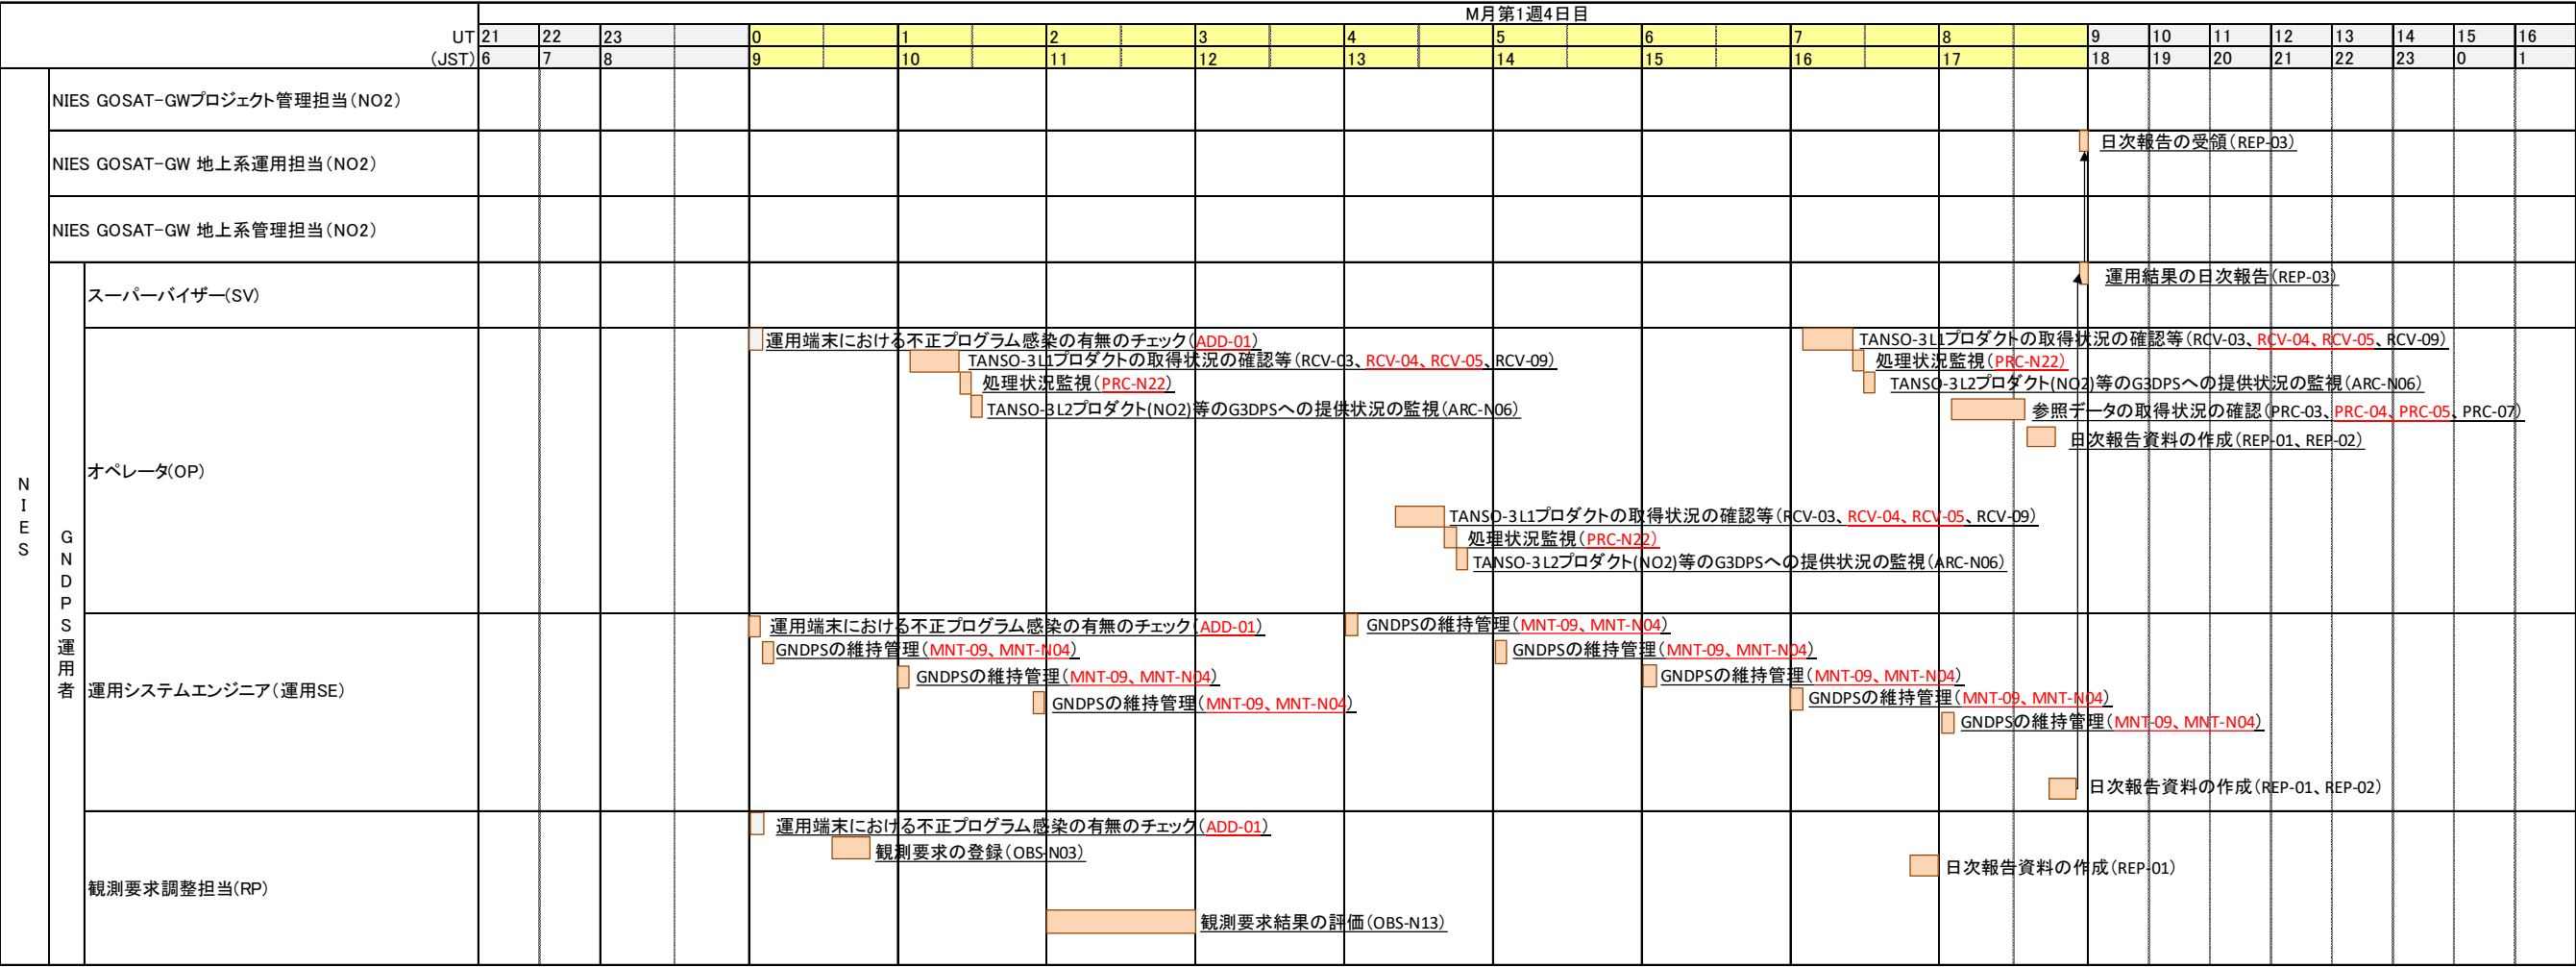 M月第1週4日目
UT 21 22 23 0 1 2 3 4 5 6 7 8 9 10 11 12 13 14 15 16
(JST) 6 7 8 9 10 11 12 13 14 15 16 17 18 19 20 21 22 23 0 1
NIES
NIES GOSAT-GWプロジェクト管理担当(NO2)
NIES GOSAT-GW 地上系運用担当(NO2)
日次報告の受領(REP-03)
NIES GOSAT-GW 地上系管理担当(NO2)
GNDPS運用者
スーパーバイザー(SV)
運用結果の日次報告(REP-03)
オペレータ(OP)
運用端末における不正プログラム感染の有無のチェック(ADD-01)
TANSO-3 L1プロダクトの取得状況の確認等(RCV-03、RCV-04、RCV-05、RCV-09)
処理状況監視(PRC-N22)
TANSO-3 L2プロダクト(NO2)等のG3DPSへの提供状況の監視(ARC-N06)
TANSO-3 L1プロダクトの取得状況の確認等(RCV-03、RCV-04、RCV-05、RCV-09)
処理状況監視(PRC-N22)
TANSO-3 L2プロダクト(NO2)等のG3DPSへの提供状況の監視(ARC-N06)
参照データの取得状況の確認(PRC-03、PRC-04、PRC-05、PRC-07)
日次報告資料の作成(REP-01、REP-02)
TANSO-3 L1プロダクトの取得状況の確認等(RCV-03、RCV-04、RCV-05、RCV-09)
処理状況監視(PRC-N22)
TANSO-3 L2プロダクト(NO2)等のG3DPSへの提供状況の監視(ARC-N06)
運用システムエンジニア(運用SE)
運用端末における不正プログラム感染の有無のチェック(ADD-01)
GNDPSの維持管理(MNT-09、MNT-N04)
GNDPSの維持管理(MNT-09、MNT-N04)
GNDPSの維持管理(MNT-09、MNT-N04)
GNDPSの維持管理(MNT-09、MNT-N04)
GNDPSの維持管理(MNT-09、MNT-N04)
GNDPSの維持管理(MNT-09、MNT-N04)
GNDPSの維持管理(MNT-09、MNT-N04)
GNDPSの維持管理(MNT-09、MNT-N04)
日次報告資料の作成(REP-01、REP-02)
観測要求調整担当(RP)
運用端末における不正プログラム感染の有無のチェック(ADD-01)
観測要求の登録(OBS-N03)
日次報告資料の作成(REP-01)
観測要求結果の評価(OBS-N13)